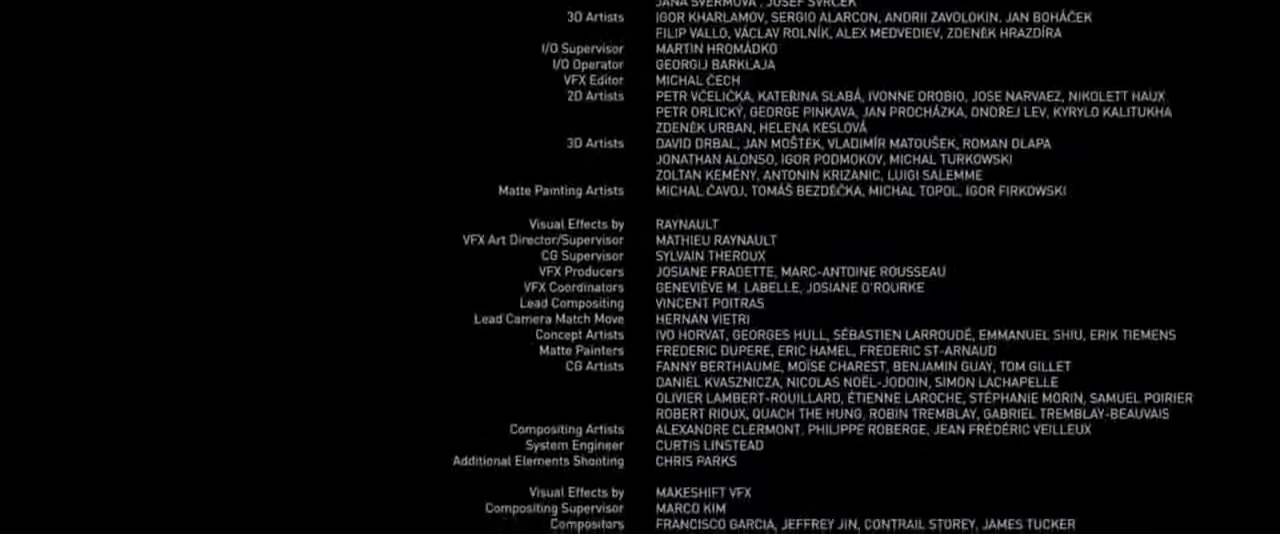 JANA SVERMOVA, JOSEF SVRCEK
3D Artists IGOR KHARLAMOV, SERGIO ALARCON, ANDRII ZAVOLOKIN, JAN BOHÁČEK
FILIP VALLO, VÁCLAV ROLNÍK, ALEX MEDVEDIEV, ZDENĚK HRAZDÍRA
I/O Supervisor MARTIN HROMÁDKO
I/O Operator GEORGIJ BARKLAJA
VFX Editor MICHAL ČECH
2D Artists PETR VČELIČKA, KATEŘINA SLABÁ, IVONNE OROBIO, JOSE NARVAEZ, NIKOLETT HAUX
PETR ORLICKÝ, GEORGE PINKAVA, JAN PROCHÁZKA, ONDŘEJ LEV, KYRYLO KALITUKHA
ZDENĚK URBAN, HELENA KESLOVÁ
3D Artists DAVID DRBAL, JAN MOŠTĚK, VLADIMÍR MATOUŠEK, ROMAN OLAPA
JONATHAN ALONSO, IGOR PODMOKOV, MICHAL TURKOWSKI
ZOLTAN KEMÉNY, ANTONIN KRIZANIC, LUIGI SALEMME
Matte Painting Artists MICHAL ČAVOJ, TOMÁŠ BEZDĚČKA, MICHAL TOPOL, IGOR FIRKOWSKI
Visual Effects by RAYNAULT
VFX Art Director/Supervisor MATHIEU RAYNAULT
CG Supervisor SYLVAIN THEROUX
VFX Producers JOSIANE FRADETTE, MARC-ANTOINE ROUSSEAU
VFX Coordinators GENEVIÈVE M. LABELLE, JOSIANE O'ROURKE
Lead Compositing VINCENT POITRAS
Lead Camera Match Move HERNAN VIETRI
Concept Artists IVO HORVAT, GEORGES HULL, SÉBASTIEN LARROUDÉ, EMMANUEL SHIU, ERIK TIEMENS
Matte Painters FREDERIC DUPERE, ERIC HAMEL, FREDERIC ST-ARNAUD
CG Artists FANNY BERTHIAUME, MOÏSE CHAREST, BENJAMIN GUAY, TOM GILLET
DANIEL KVASZNICZA, NICOLAS NOËL-JODOIN, SIMON LACHAPELLE
OLIVIER LAMBERT-ROUILLARD, ÉTIENNE LAROCHE, STÉPHANIE MORIN, SAMUEL POIRIER
ROBERT RIOUX, QUACH THE HUNG, ROBIN TREMBLAY, GABRIEL TREMBLAY-BEAUVAIS
Compositing Artists ALEXANDRE CLERMONT, PHILIPPE ROBERGE, JEAN FRÉDÉRIC VEILLEUX
System Engineer CURTIS LINSTEAD
Additional Elements Shooting CHRIS PARKS
Visual Effects by MAKESHIFT VFX
Compositing Supervisor MARCO KIM
Compositors FRANCISCO GARCIA, JEFFREY JIN, CONTRAIL STOREY, JAMES TUCKER